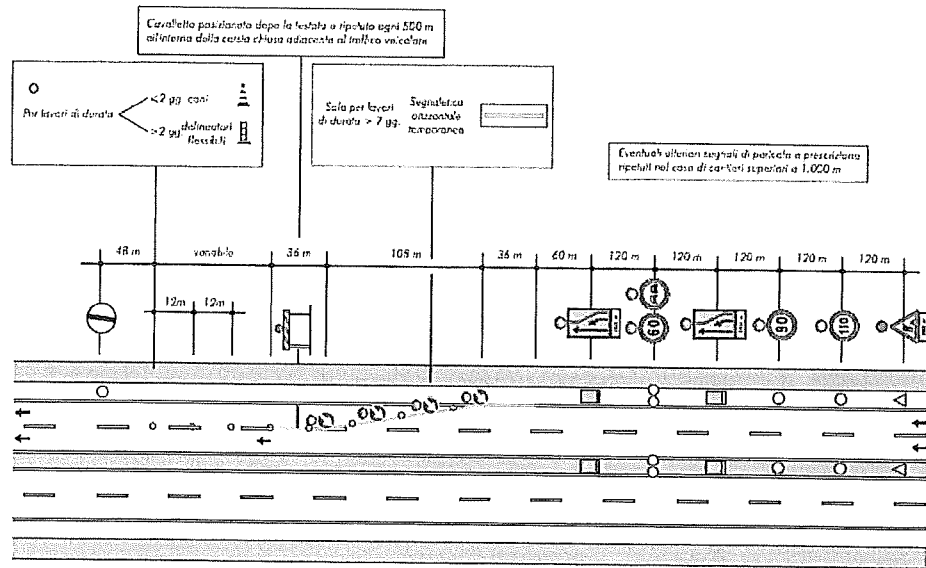 Cavalletto posizionato dopo la testata e ripetuto ogni 500 m
all'interno della corsia chiusa adiacente al traffico veicolare
Per lavori di durata
<2 gg. coni
>2 gg. delineatori
flessibili
Solo per lavori
di durata > 7 gg.
Segnaletica
orizzontale
temporanea
Eventuali ulteriori segnali di pericolo o prescrizione
ripetuti nel caso di cantieri superiori a 1.000 m
48 m
variabile
36 m
108 m
36 m
60 m
120 m
120 m
120 m
120 m
120 m
12m
12m
60
90
110